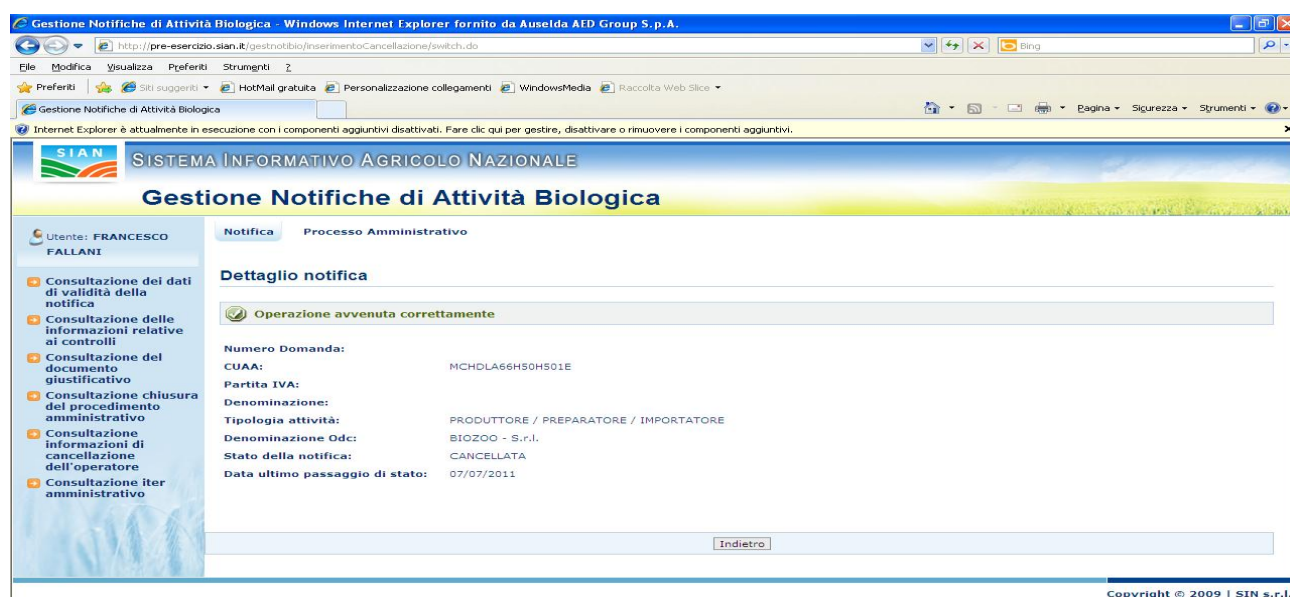 Gestione Notifiche di Attività Biologica - Windows Internet Explorer fornito da Auselda AED Group S.p.A.
http://pre-esercizio.sian.it/gestnotibio/inserimentoCancellazione/switch.do
Bing
File Modifica Visualizza Preferiti Strumenti ?
Preferiti Siti suggeriti HotMail gratuita Personalizzazione collegamenti WindowsMedia Raccolta Web Slice
Gestione Notifiche di Attività Biologica
Pagina Sicurezza Strumenti
Internet Explorer è attualmente in esecuzione con i componenti aggiuntivi disattivati. Fare clic qui per gestire, disattivare o rimuovere i componenti aggiuntivi.
SIAN
SISTEMA INFORMATIVO AGRICOLO NAZIONALE
Gestione Notifiche di Attività Biologica
Utente: FRANCESCO
FALLANI
Consultazione dei dati
di validità della
notifica
Consultazione delle
informazioni relative
ai controlli
Consultazione del
documento
giustificativo
Consultazione chiusura
del procedimento
amministrativo
Consultazione
informazioni di
cancellazione
dell'operatore
Consultazione iter
amministrativo
Notifica Processo Amministrativo
Dettaglio notifica
Operazione avvenuta correttamente
Numero Domanda:
CUAA: MCHDLA66H50H501E
Partita IVA:
Denominazione:
Tipologia attività: PRODUTTORE / PREPARATORE / IMPORTATORE
Denominazione Odc: BIOZOO - S.r.l.
Stato della notifica: CANCELLATA
Data ultimo passaggio di stato: 07/07/2011
Indietro
Copyright © 2009 | SIN s.r.l.